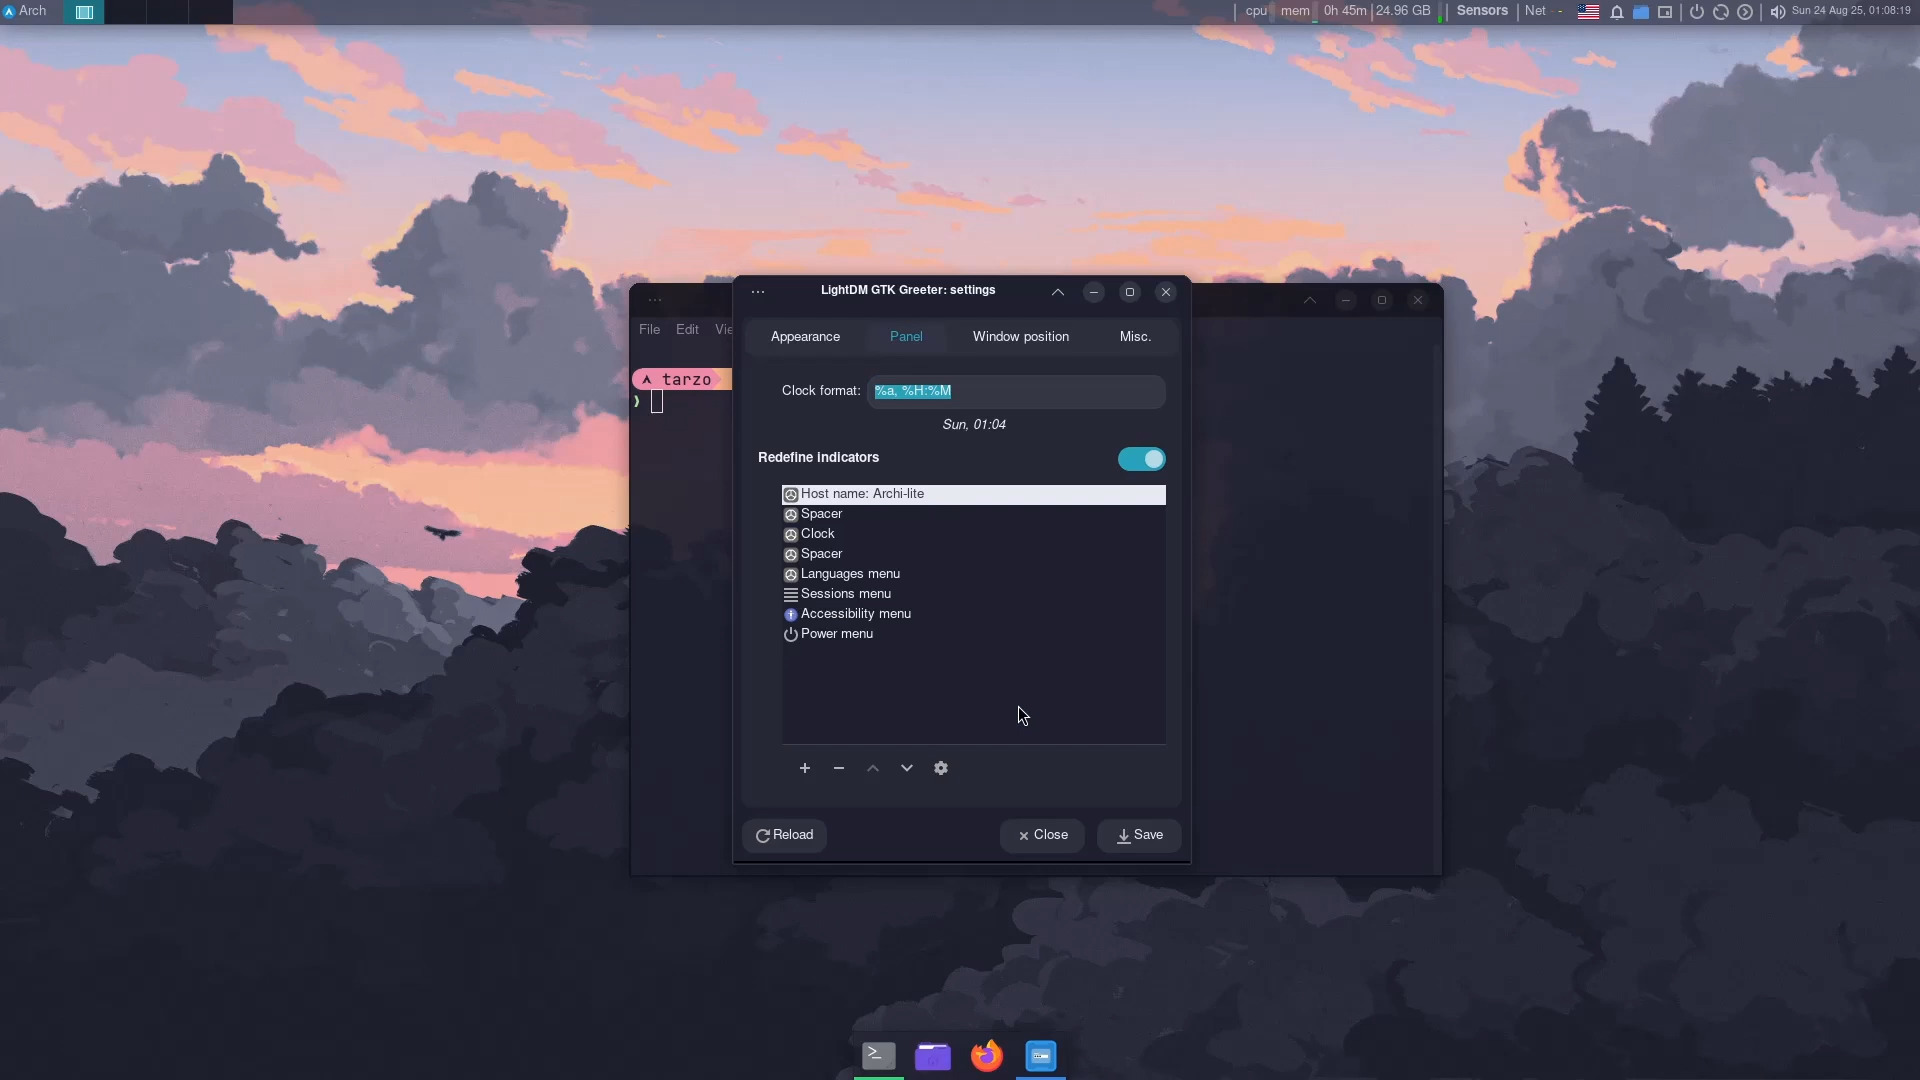 Arch
cpu mem 0h 45m 24.96 GB Sensors Net Sun 24 Aug 25, 01:08:19
LightDM GTK Greeter: settings
File Edit Vie
Appearance Panel Window position Misc.
tarzo
Clock format: %a, %H:%M
Sun, 01:04
Redefine indicators
Host name: Archi-lite
Spacer
Clock
Spacer
Languages menu
Sessions menu
Accessibility menu
Power menu
Reload Close Save